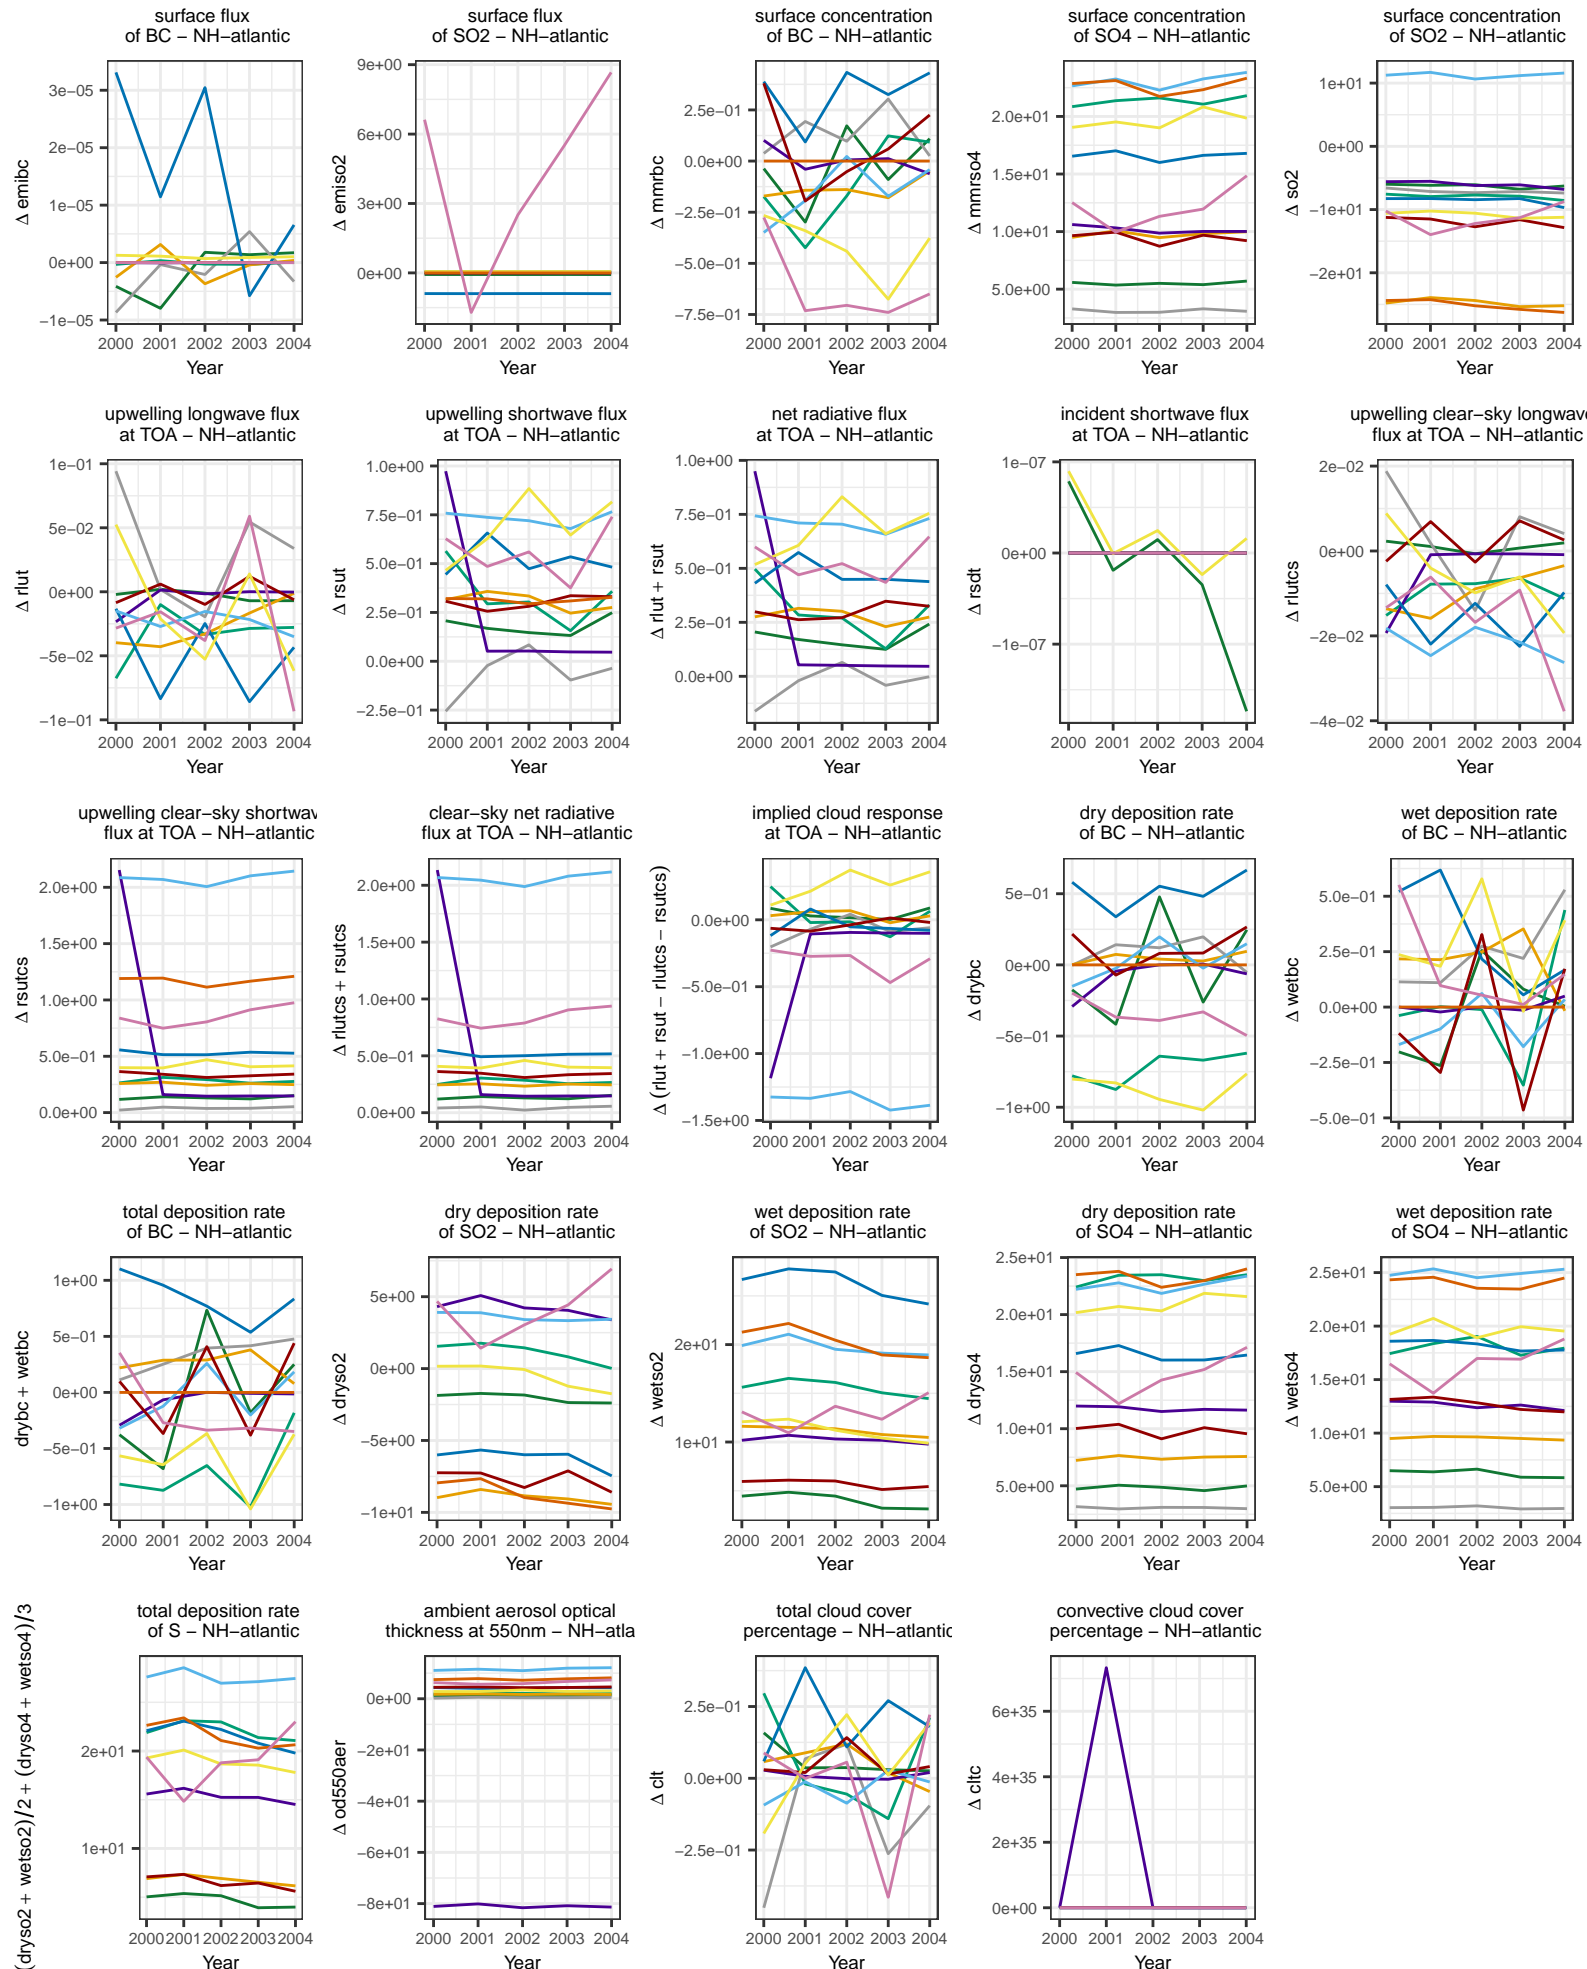 surface flux
of BC − NH−atlantic
Δ emibc
3e−05
2e−05
1e−05
0e+00
−1e−05
2000 2001 2002 2003 2004
Year
surface flux
of SO2 − NH−atlantic
Δ emiso2
9e+00
6e+00
3e+00
0e+00
2000 2001 2002 2003 2004
Year
surface concentration
of BC − NH−atlantic
Δ mmrbc
2.5e−01
0.0e+00
−2.5e−01
−5.0e−01
−7.5e−01
2000 2001 2002 2003 2004
Year
surface concentration
of SO4 − NH−atlantic
Δ mmrso4
2.0e+01
1.5e+01
1.0e+01
5.0e+00
2000 2001 2002 2003 2004
Year
surface concentration
of SO2 − NH−atlantic
Δ so2
1e+01
0e+00
−1e+01
−2e+01
2000 2001 2002 2003 2004
Year
upwelling longwave flux
at TOA − NH−atlantic
Δ rlut
1e−01
5e−02
0e+00
−5e−02
−1e−01
2000 2001 2002 2003 2004
Year
upwelling shortwave flux
at TOA − NH−atlantic
Δ rsut
1.0e+00
7.5e−01
5.0e−01
2.5e−01
0.0e+00
−2.5e−01
2000 2001 2002 2003 2004
Year
net radiative flux
at TOA − NH−atlantic
Δ rlut + rsut
1.0e+00
7.5e−01
5.0e−01
2.5e−01
0.0e+00
2000 2001 2002 2003 2004
Year
incident shortwave flux
at TOA − NH−atlantic
Δ rsdt
1e−07
0e+00
−1e−07
2000 2001 2002 2003 2004
Year
upwelling clear−sky longwave
flux at TOA − NH−atlantic
Δ rlutcs
2e−02
0e+00
−2e−02
−4e−02
2000 2001 2002 2003 2004
Year
upwelling clear−sky shortwav
flux at TOA − NH−atlantic
Δ rsutcs
2.0e+00
1.5e+00
1.0e+00
5.0e−01
0.0e+00
2000 2001 2002 2003 2004
Year
clear−sky net radiative
flux at TOA − NH−atlantic
Δ rlutcs + rsutcs
2.0e+00
1.5e+00
1.0e+00
5.0e−01
0.0e+00
2000 2001 2002 2003 2004
Year
implied cloud response
at TOA − NH−atlantic
Δ (rlut + rsut − rlutcs − rsutcs)
0.0e+00
−5.0e−01
−1.0e+00
−1.5e+00
2000 2001 2002 2003 2004
Year
dry deposition rate
of BC − NH−atlantic
Δ drybc
5e−01
0e+00
−5e−01
−1e+00
2000 2001 2002 2003 2004
Year
wet deposition rate
of BC − NH−atlantic
Δ wetbc
5.0e−01
2.5e−01
0.0e+00
−2.5e−01
−5.0e−01
2000 2001 2002 2003 2004
Year
total deposition rate
of BC − NH−atlantic
drybc + wetbc
1e+00
5e−01
0e+00
−5e−01
−1e+00
2000 2001 2002 2003 2004
Year
dry deposition rate
of SO2 − NH−atlantic
Δ dryso2
5e+00
0e+00
−5e+00
−1e+01
2000 2001 2002 2003 2004
Year
wet deposition rate
of SO2 − NH−atlantic
Δ wetso2
2e+01
1e+01
2000 2001 2002 2003 2004
Year
dry deposition rate
of SO4 − NH−atlantic
Δ dryso4
2.5e+01
2.0e+01
1.5e+01
1.0e+01
5.0e+00
2000 2001 2002 2003 2004
Year
wet deposition rate
of SO4 − NH−atlantic
Δ wetso4
2.5e+01
2.0e+01
1.5e+01
1.0e+01
5.0e+00
2000 2001 2002 2003 2004
Year
total deposition rate
of S − NH−atlantic
(dryso2 + wetso2)/2 + (dryso4 + wetso4)/3
2e+01
1e+01
2000 2001 2002 2003 2004
Year
ambient aerosol optical
thickness at 550nm − NH−atla
Δ od550aer
0e+00
−2e+01
−4e+01
−6e+01
−8e+01
2000 2001 2002 2003 2004
Year
total cloud cover
percentage − NH−atlantic
Δ clt
2.5e−01
0.0e+00
−2.5e−01
2000 2001 2002 2003 2004
Year
convective cloud cover
percentage − NH−atlantic
Δ cltc
6e+35
4e+35
2e+35
0e+00
2000 2001 2002 2003 2004
Year